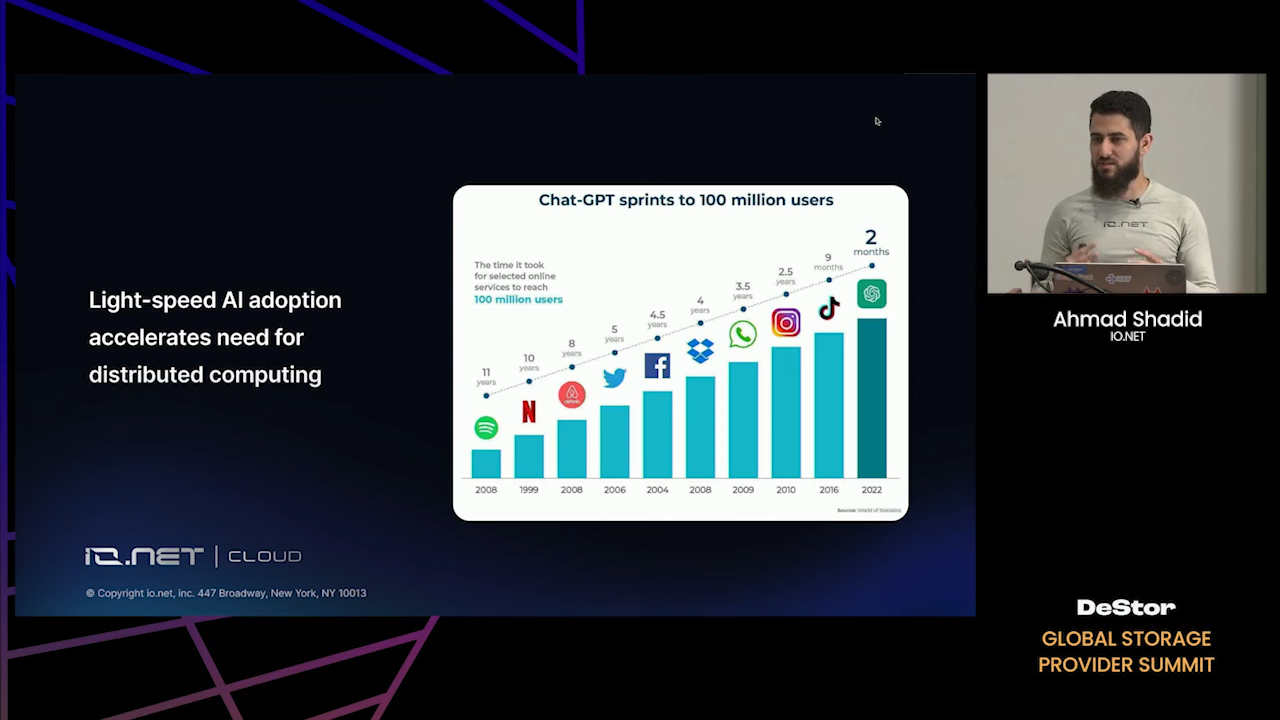 Light-speed AI adoption
accelerates need for
distributed computing
IO.NET | CLOUD
© Copyright io.net, inc. 447 Broadway, New York, NY 10013
Chat-GPT sprints to 100 million users
The time it took
for selected online
services to reach
100 million users
11
years
10
years
8
years
5
years
4.5
years
4
years
3.5
years
2.5
years
9
months
2
months
airbnb
N
2008
1999
2008
2006
2004
2008
2009
2010
2016
2022
Source: World of Statistics
IO.NET
Ahmad Shadid
IO.NET
DeStor
GLOBAL STORAGE
PROVIDER SUMMIT